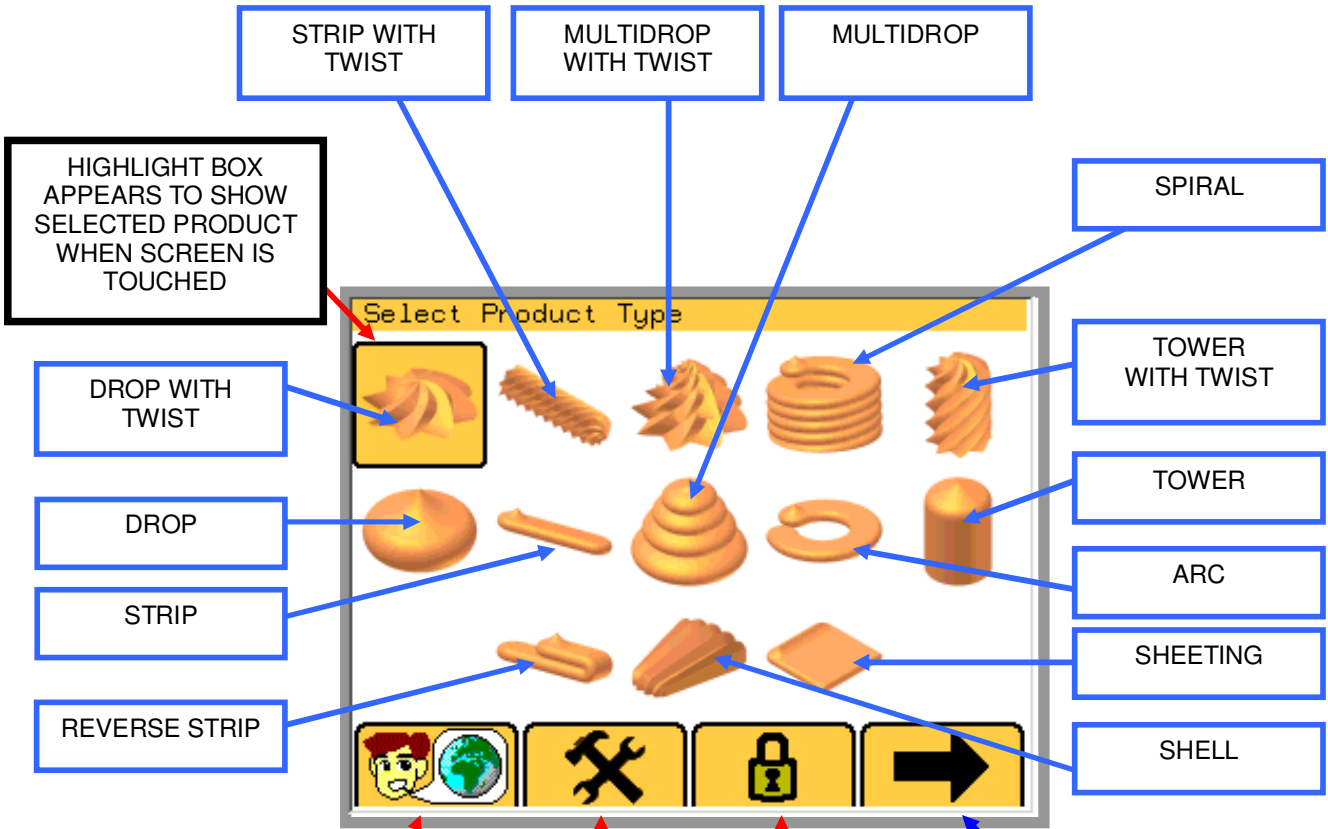 STRIP WITH
TWIST
MULTIDROP
WITH TWIST
MULTIDROP
HIGHLIGHT BOX
APPEARS TO SHOW
SELECTED PRODUCT
WHEN SCREEN IS
TOUCHED
SPIRAL
Select Product Type
TOWER
WITH TWIST
DROP WITH
TWIST
TOWER
DROP
ARC
STRIP
SHEETING
REVERSE STRIP
SHELL